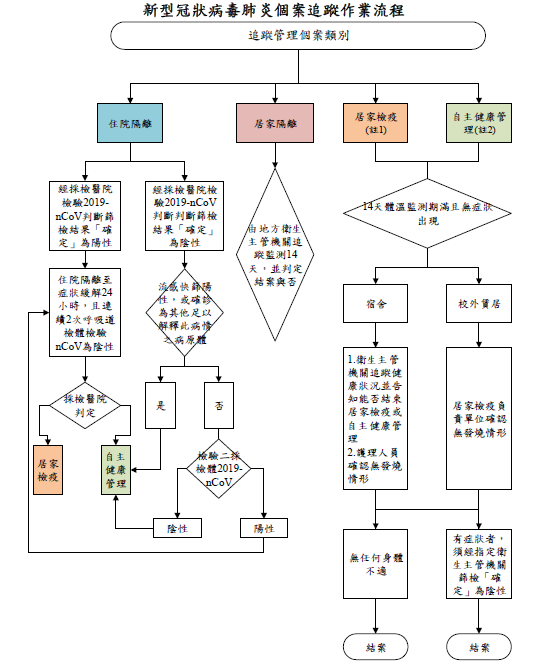 新型冠狀病毒肺炎個案追蹤作業流程
追蹤管理個案類別
住院隔離
居家隔離
居家檢疫
(註1)
自主健康管
理(註2)
經採檢醫院
檢驗2019-
nCoV判斷篩
檢結果「確
定」為陽性
經採檢醫院檢
驗2019-nCoV
判斷判斷篩檢
結果「確定」
為陰性
由地方衛生
主管機關追
蹤監測14
天，並判定
結案與否
14天體溫監測期滿且無症狀
出現
住院隔離至
症狀緩解24
小時，且連
續2次呼吸道
檢體檢驗
nCoV為陰性
流感快篩陽
性，或確診
為其他足以
解釋此病情
之病原體
宿舍
校外賃居
1.衛生主管
機關追蹤健
康狀況並告
知能否結束
居家檢疫或
自主健康管
理
2.護理人員
確認無發燒
情形
居家檢疫負
責單位確認
無發燒情形
採檢醫院
判定
是
否
居家
檢疫
自主
健康
管理
檢驗二採
檢體2019-
nCoV
陰性
陽性
無任何身體
不適
有症狀者，
須經指定衛
生主管機關
篩檢「確
定」為陰性
結案
結案